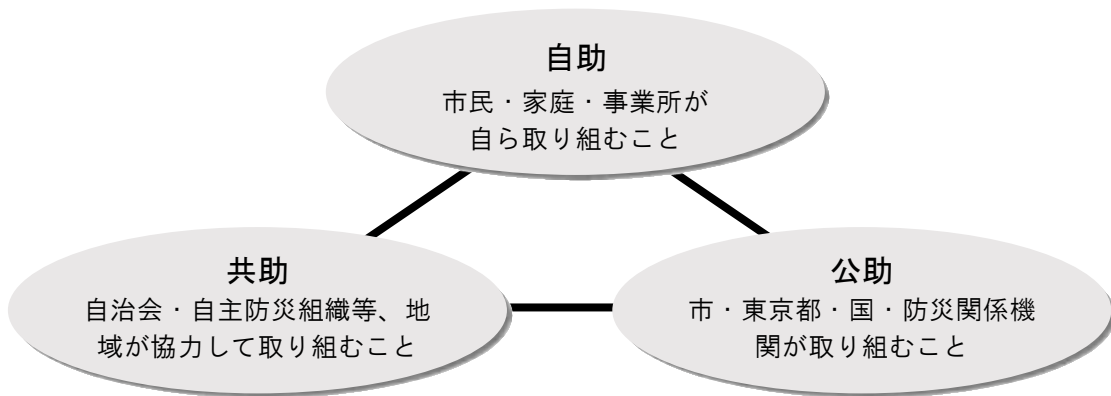 自助
市民・家庭・事業所が
自ら取り組むこと
共助
自治会・自主防災組織等、地
域が協力して取り組むこと
公助
市・東京都・国・防災関係機
関が取り組むこと